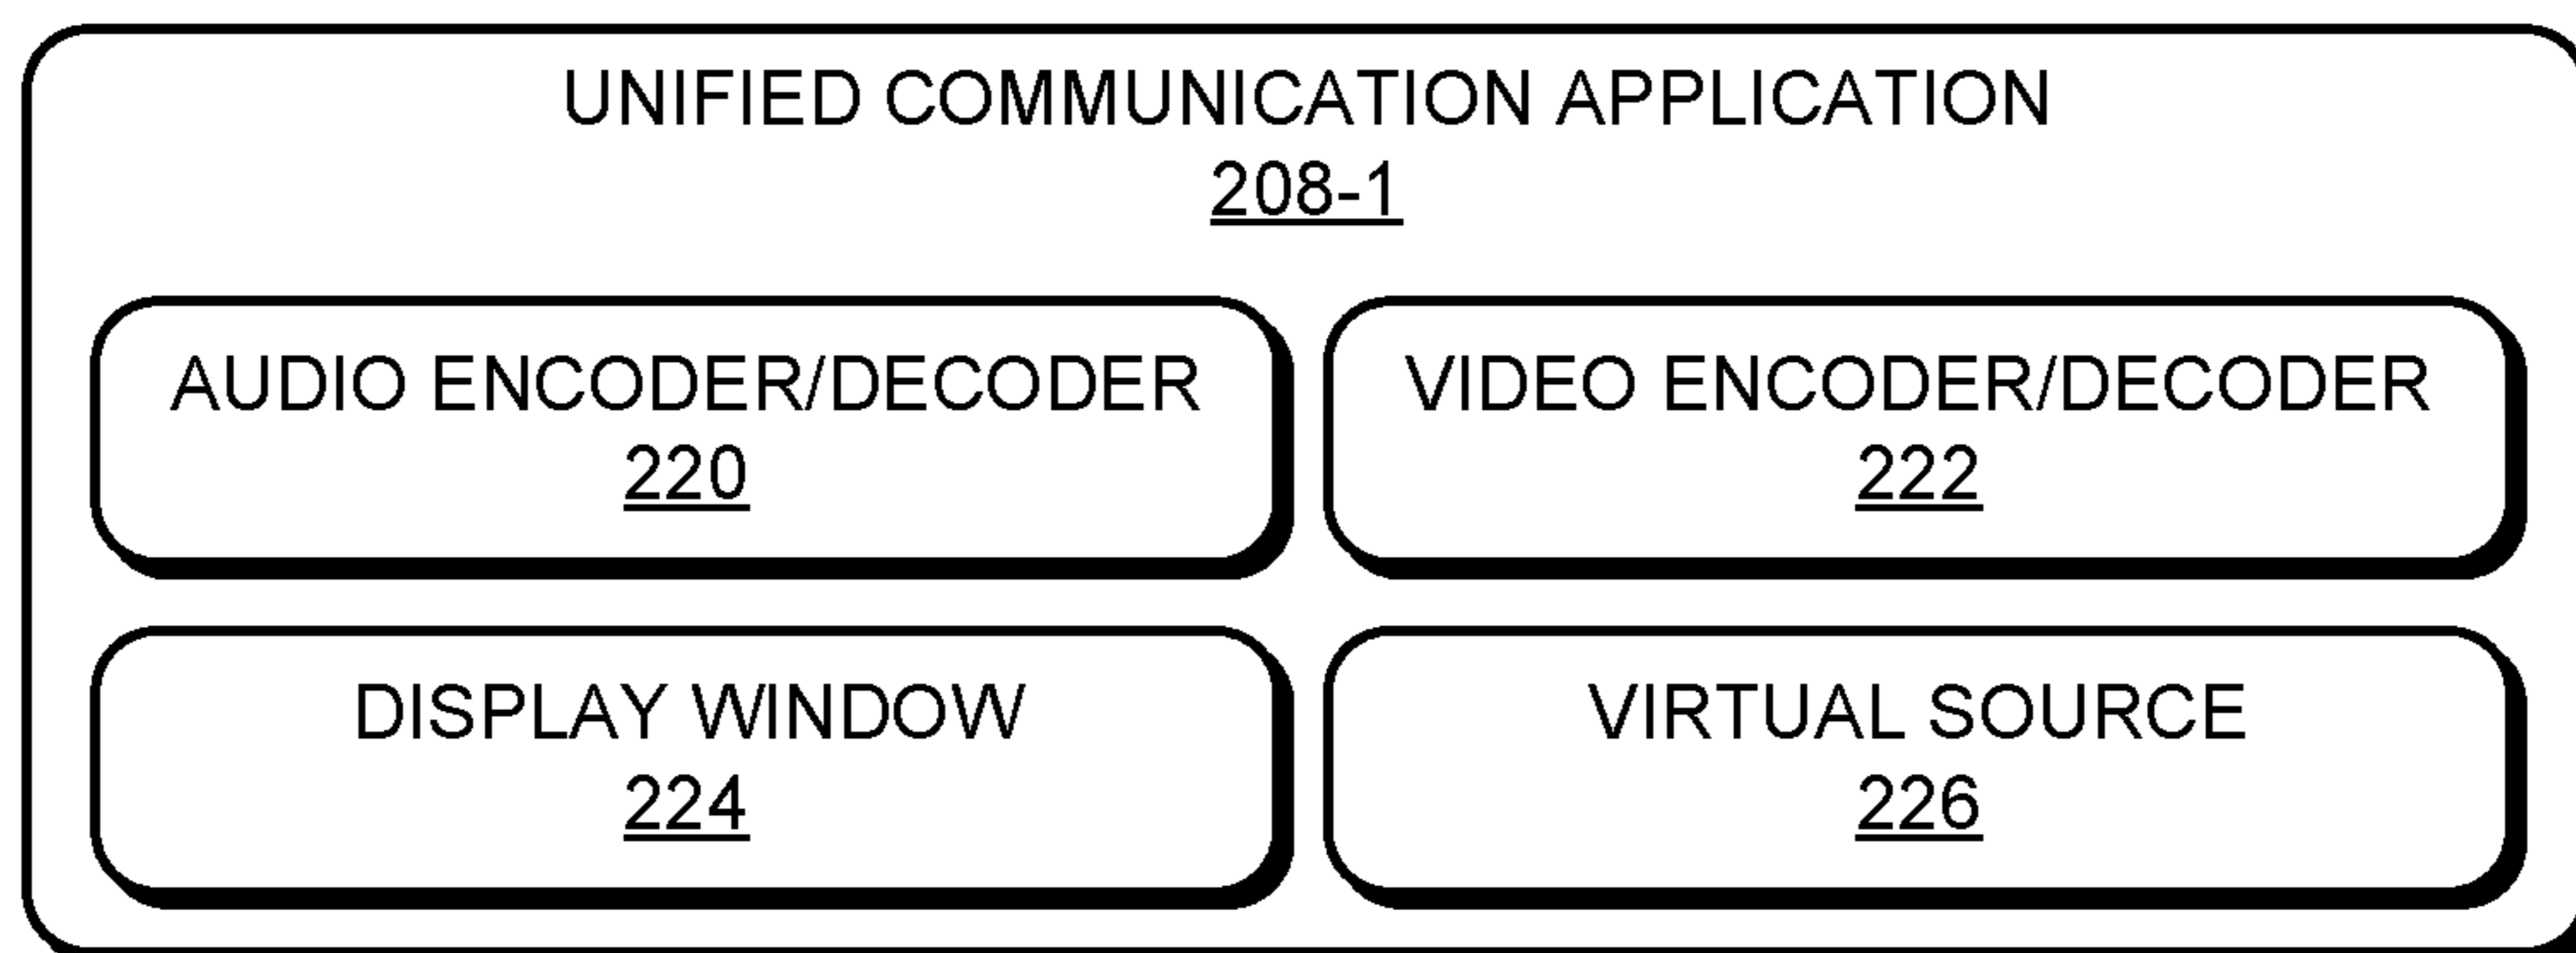 UNIFIED COMMUNICATION APPLICATION
208-1
AUDIO ENCODER/DECODER
220
VIDEO ENCODER/DECODER
222
DISPLAY WINDOW
224
VIRTUAL SOURCE
226